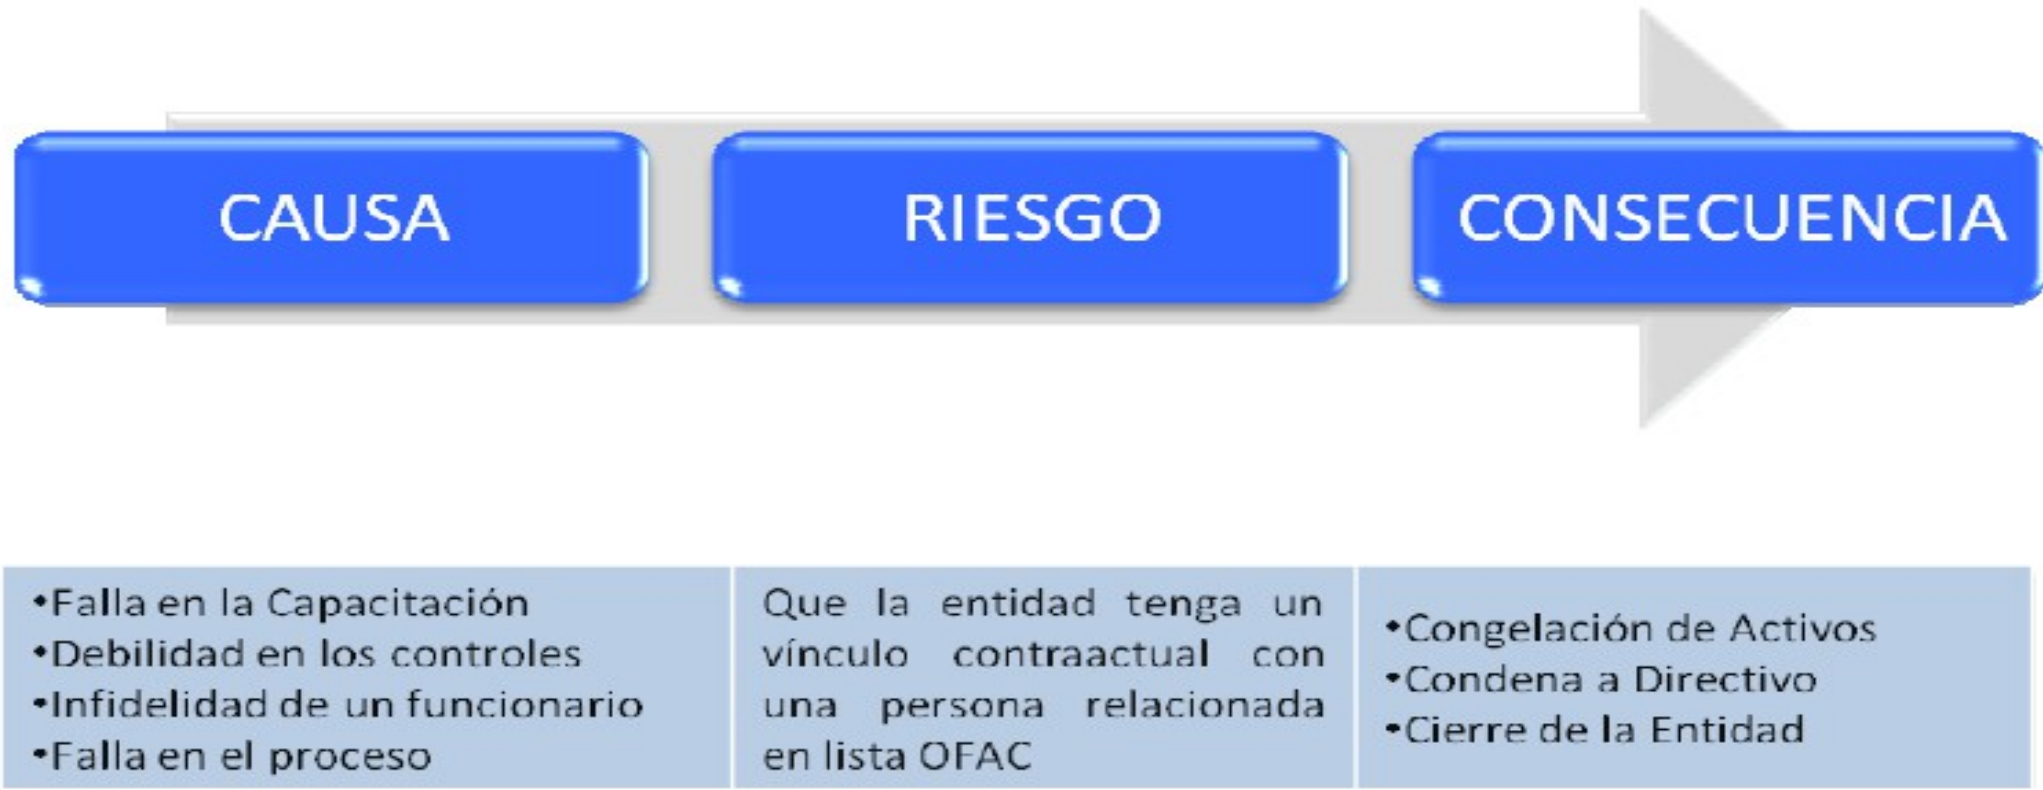 CAUSA
RIESGO
CONSECUENCIA
•Falla en la Capacitación
•Debilidad en los controles
•Infidelidad de un funcionario
•Falla en el proceso
Que la entidad tenga un
vínculo contraactual con
una persona relacionada
en lista OFAC
•Congelación de Activos
•Condena a Directivo
•Cierre de la Entidad